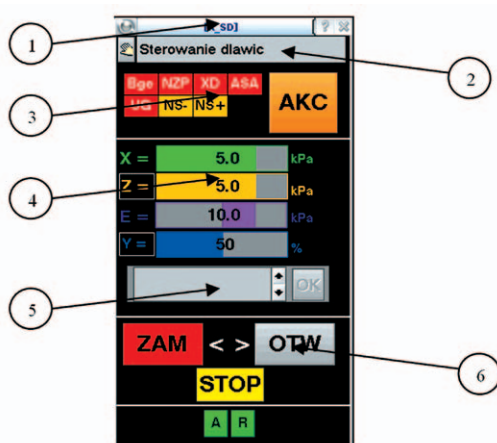 _SD]
? 
Sterowanie dlawic
Bge NZP XD ASA
UG NS- NS+
AKC
X = 5.0 kPa
Z = 5.0 kPa
E = 10.0 kPa
Y = 50 %
OK
ZAM < > OTW
STOP
A R
1
2
3
4
5
6